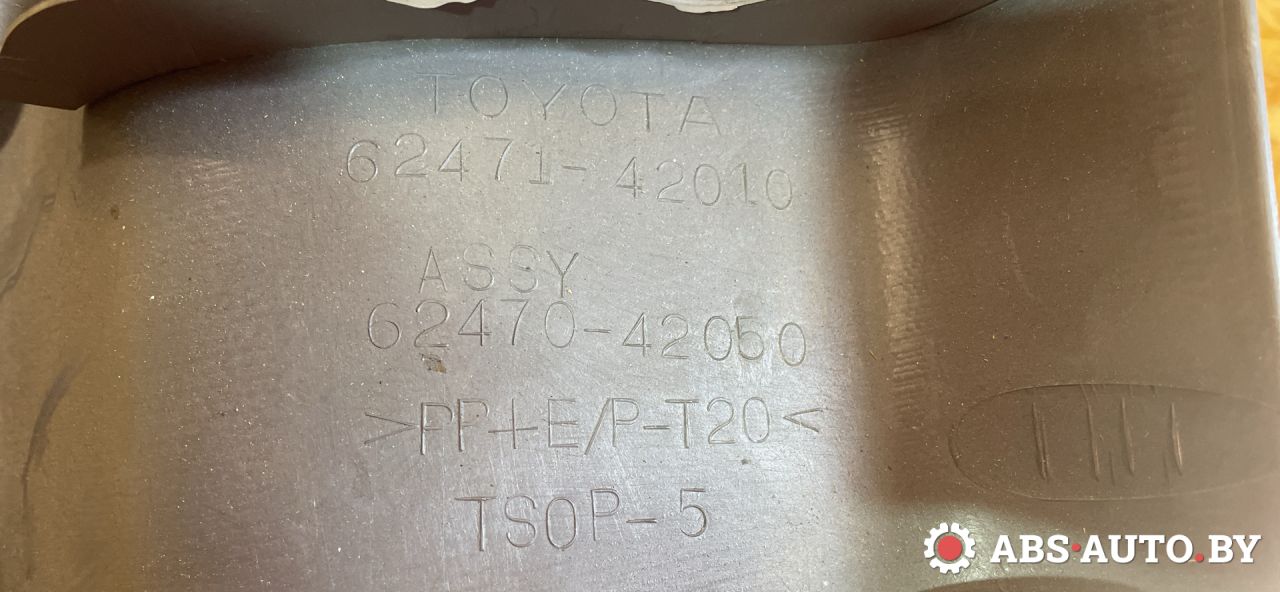 TOYOTA
62471-42010
ASSY
62470-42050
>PP+E/P-T20<
TSOP-5
ABS·AUTO.BY